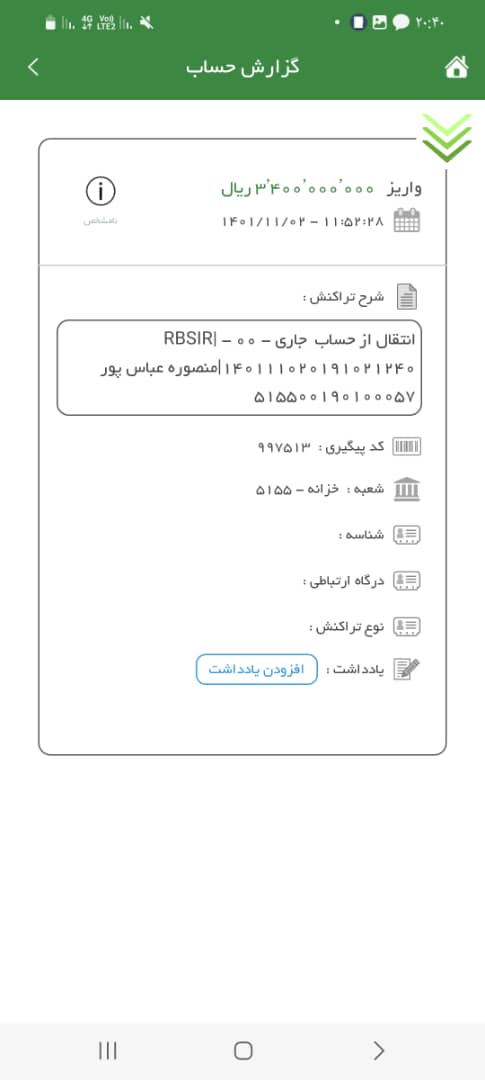 ۲۰:۴۰
4G VoI) LTE2
گزارش حساب
واریز ۳٬۴۰۰٬۰۰۰٬۰۰۰ ریال
۱۴۰۱/۱۱/۰۲ - ۱۱:۵۲:۲۸
نامشخص
شرح تراکنش :
انتقال از حساب جاری - ۰۰ - |RBSIR
۱۴۰۱۱۱۰۲۰۱۹۱۰۲۱۲۴۰|منصوره عباس پور
۵۱۵۵۰۰۱۹۰۱۰۰۰۵۷
کد پیگیری : ۹۹۷۵۱۳
شعبه : خزانه - ۵۱۵۵
شناسه :
درگاه ارتباطی :
نوع تراکنش :
یادداشت : افزودن یادداشت